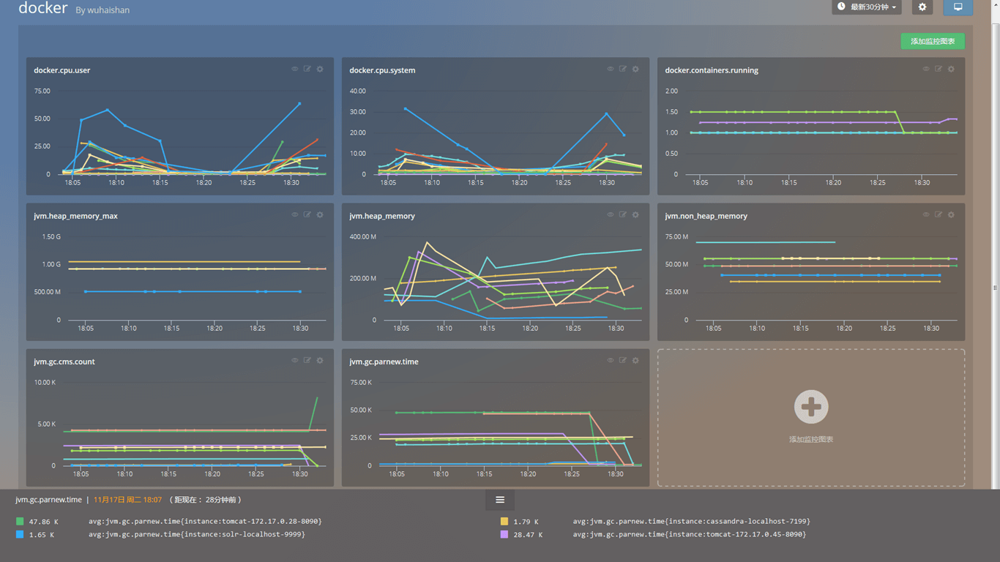 docker By wuhaishan
最新30分钟
添加监控图表
docker.cpu.user
75.00
50.00
25.00
0
18:05 18:10 18:15 18:20 18:25 18:30
docker.cpu.system
40.00
30.00
20.00
10.00
0
18:05 18:10 18:15 18:20 18:25 18:30
docker.containers.running
2.00
1.50
1.00
0.50
0
18:05 18:10 18:15 18:20 18:25 18:30
jvm.heap_memory_max
1.50 G
1.00 G
500.00 M
0
18:05 18:10 18:15 18:20 18:25 18:30
jvm.heap_memory
400.00 M
200.00 M
0
18:05 18:10 18:15 18:20 18:25 18:30
jvm.non_heap_memory
75.00 M
50.00 M
25.00 M
0
18:05 18:10 18:15 18:20 18:25 18:30
jvm.gc.cms.count
10.00 K
5.00 K
0
18:05 18:10 18:15 18:20 18:25 18:30
jvm.gc.parnew.time
75.00 K
50.00 K
25.00 K
0
18:05 18:10 18:15 18:20 18:25 18:30
添加监控图表
jvm.gc.parnew.time | 11月17日 周二 18:07 （ 距现在： 28分钟前 ）
47.86 K avg:jvm.gc.parnew.time{instance:tomcat-172.17.0.28-8090}
1.79 K avg:jvm.gc.parnew.time{instance:cassandra-localhost-7199}
1.65 K avg:jvm.gc.parnew.time{instance:solr-localhost-9999}
28.47 K avg:jvm.gc.parnew.time{instance:tomcat-172.17.0.45-8090}